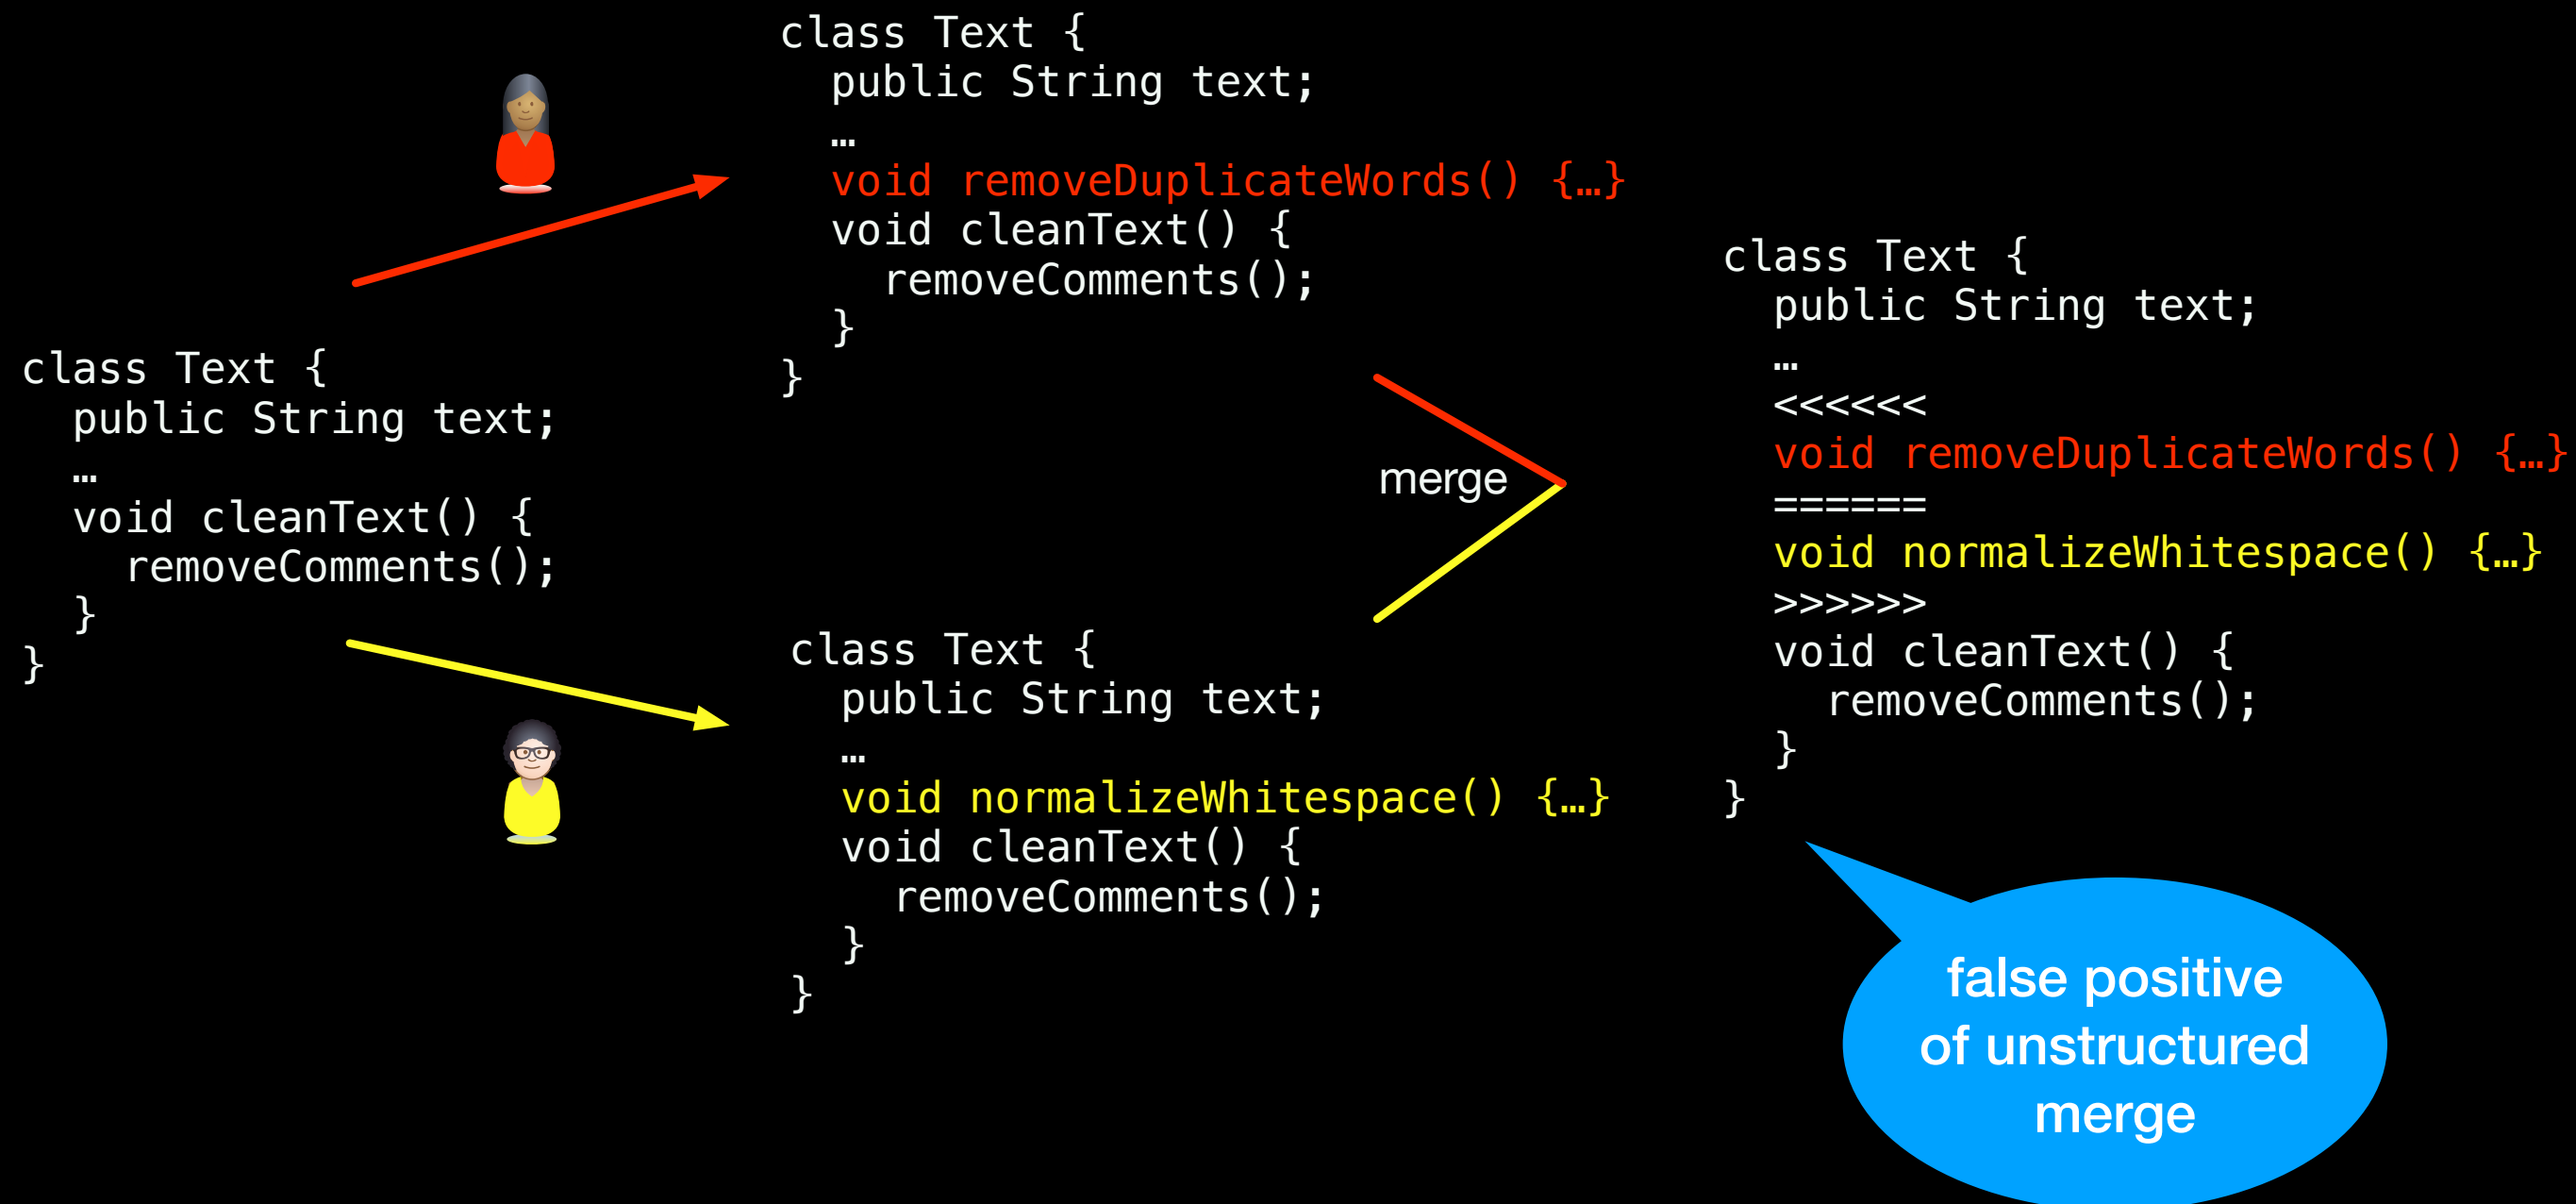 class Text {
  public String text;
  …
  void cleanText() {
    removeComments();
  }
}
class Text {
  public String text;
  …
  void removeDuplicateWords() {…}
  void cleanText() {
    removeComments();
  }
}
class Text {
  public String text;
  …
  void normalizeWhitespace() {…}
  void cleanText() {
    removeComments();
  }
}
merge
class Text {
  public String text;
  …
  <<<<<<
  void removeDuplicateWords() {…}
  ======
  void normalizeWhitespace() {…}
  >>>>>>
  void cleanText() {
    removeComments();
  }
}
false positive
of unstructured
merge